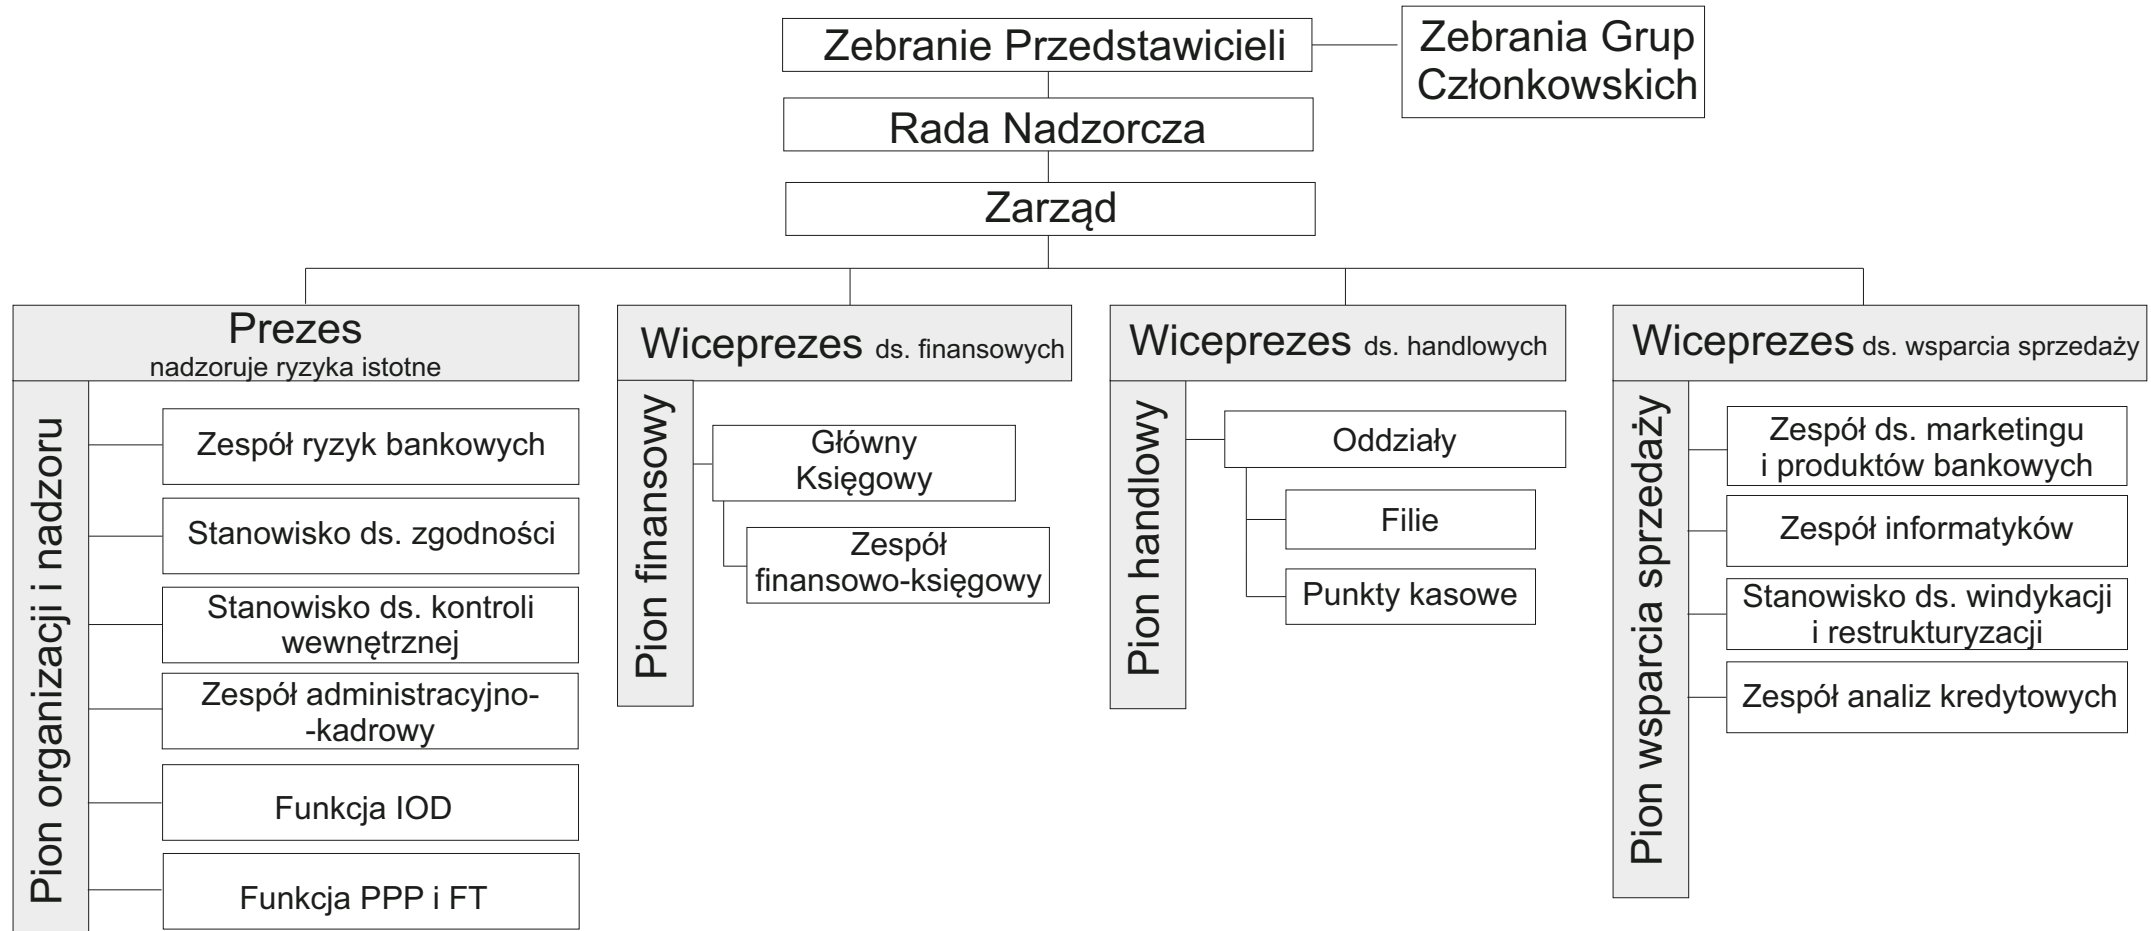 Zebranie Przedstawicieli
Zebrania Grup
Członkowskich
Rada Nadzorcza
Zarząd
Prezes
nadzoruje ryzyka istotne
Pion organizacji i nadzoru
Zespół ryzyk bankowych
Stanowisko ds. zgodności
Stanowisko ds. kontroli
wewnętrznej
Zespół administracyjno-
-kadrowy
Funkcja IOD
Funkcja PPP i FT
Wiceprezes ds. finansowych
Pion finansowy
Główny
Księgowy
Zespół
finansowo-księgowy
Wiceprezes ds. handlowych
Pion handlowy
Oddziały
Filie
Punkty kasowe
Wiceprezes ds. wsparcia sprzedaży
Pion wsparcia sprzedaży
Zespół ds. marketingu
i produktów bankowych
Zespół informatyków
Stanowisko ds. windykacji
i restrukturyzacji
Zespół analiz kredytowych